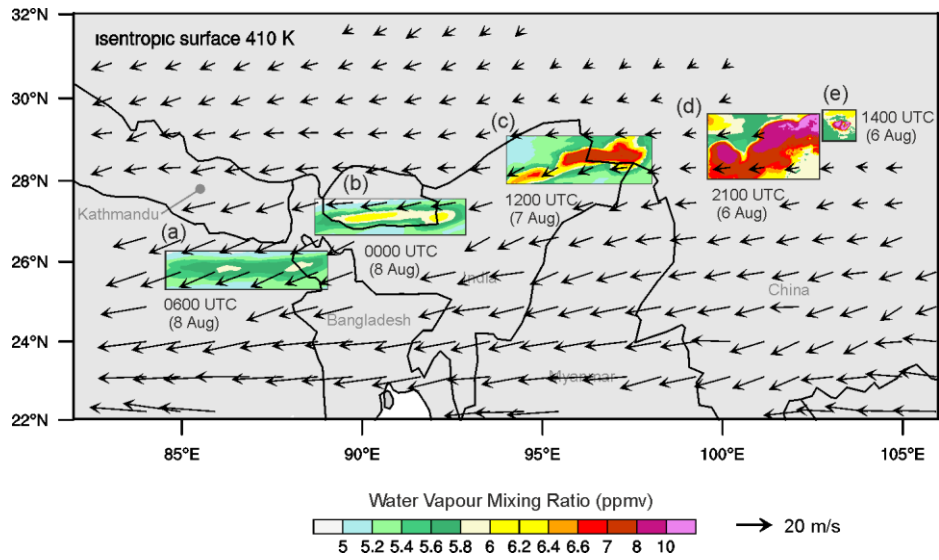 32°N
isentropic surface 410 K
30°N
28°N
26°N
24°N
22°N
(e)
1400 UTC
(6 Aug)
(d)
2100 UTC
(6 Aug)
(c)
1200 UTC
(7 Aug)
(b)
0000 UTC
(8 Aug)
Kathmandu
(a)
0600 UTC
(8 Aug)
India
China
Bangladesh
Myanmar
85°E 90°E 95°E 100°E 105°E
Water Vapour Mixing Ratio (ppmv)
5 5.2 5.4 5.6 5.8 6 6.2 6.4 6.6 7 8 10
20 m/s